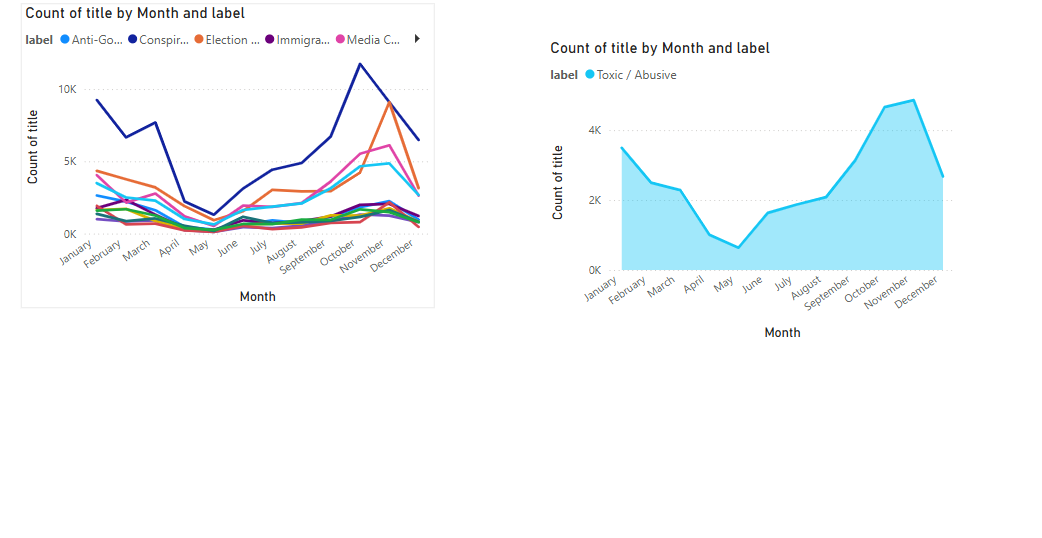 Count of title by Month and label
label Anti-Go... Conspir... Election ... Immigra... Media C...
10K
5K
0K
Count of title
January February March April May June July August September October November December
Month
Count of title by Month and label
label Toxic / Abusive
4K
2K
0K
Count of title
January February March April May June July August September October November December
Month